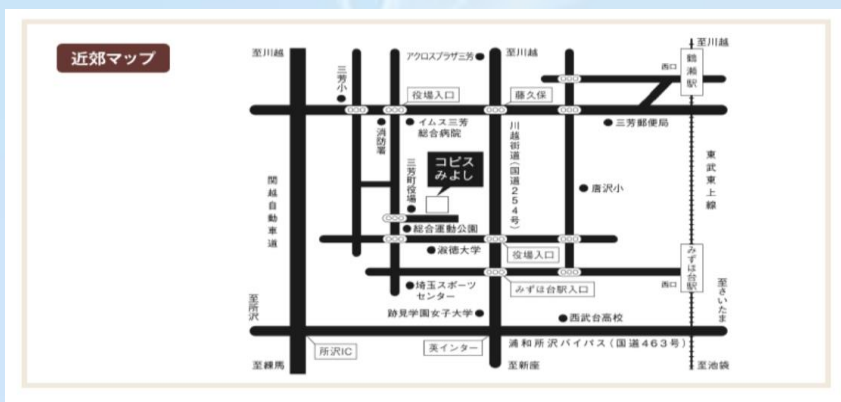 近郊マップ
至川越
アクロスプラザ三芳
至川越
至川越
西口
鶴瀬駅
三芳小
役場入口
藤久保
消防署
イムス三芳
総合病院
三芳郵便局
川越街道(国道254号)
東武東上線
コピス
みよし
三芳町役場
唐沢小
関越自動車道
総合運動公園
淑徳大学
役場入口
みずほ台駅
西口
埼玉スポーツ
センター
みずほ台駅入口
至さいたま
至所沢
跡見学園女子大学
西武台高校
所沢IC
英インター
浦和所沢バイパス(国道463号)
至練馬
至新座
至池袋